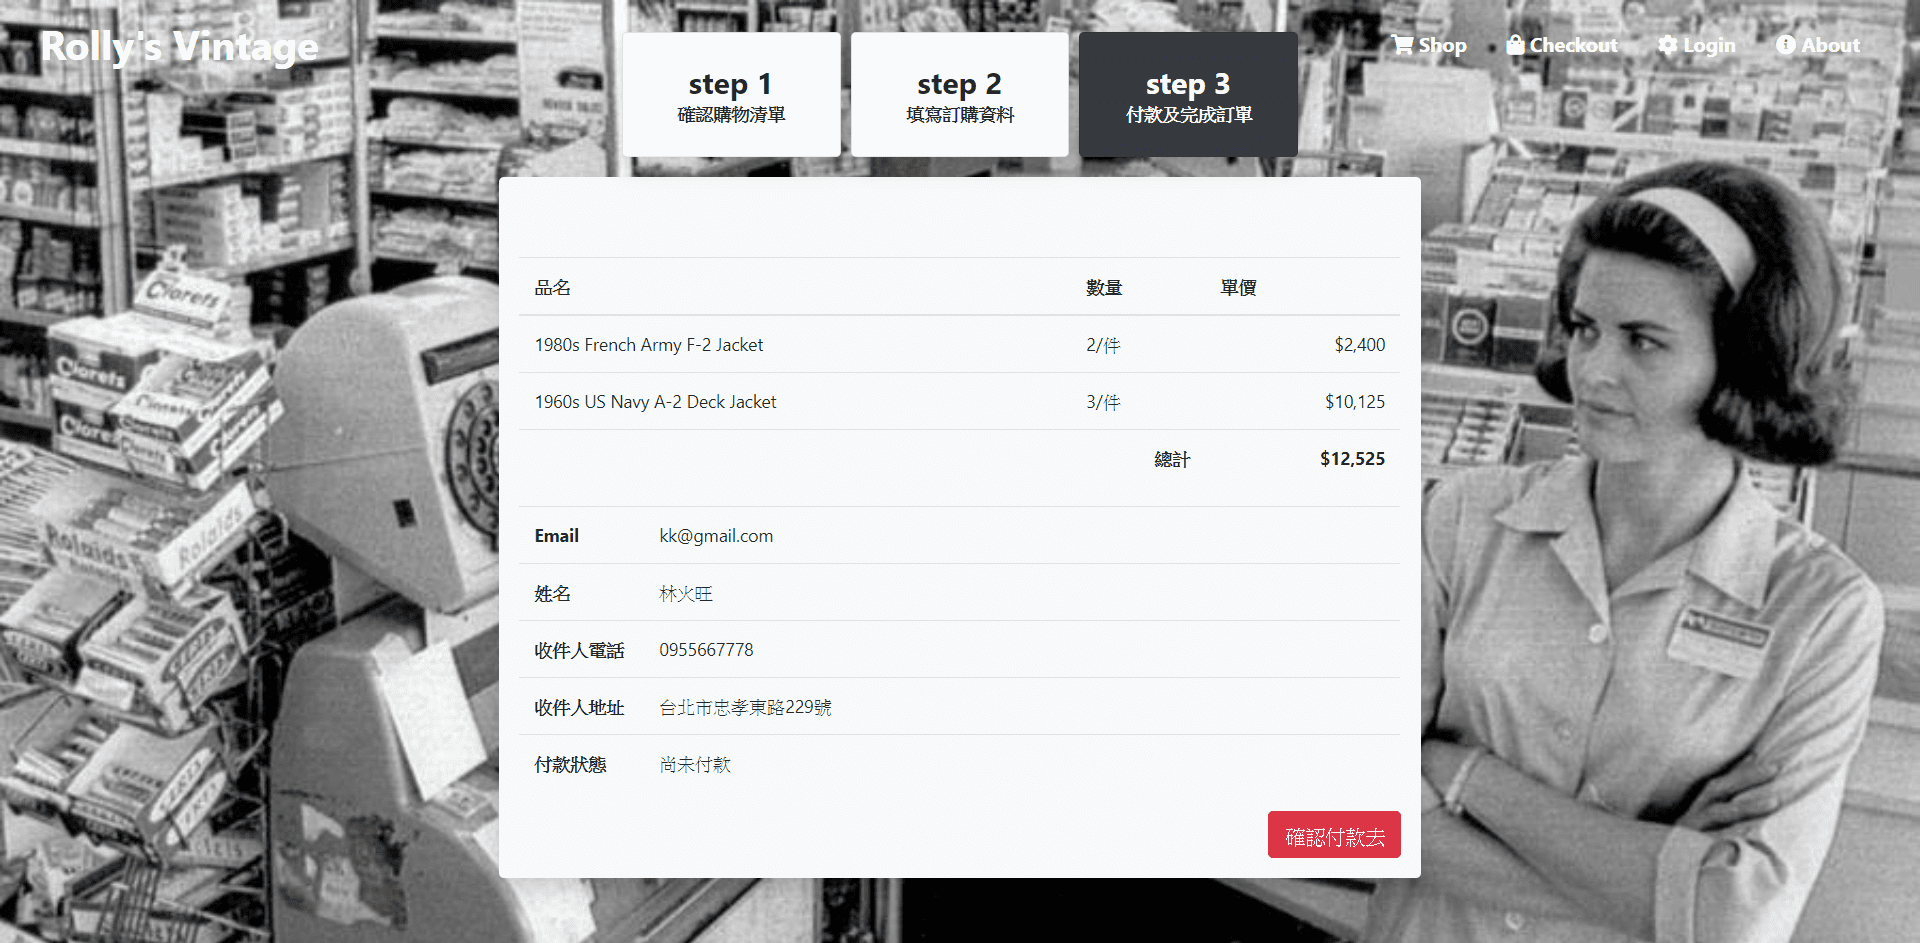 Rolly's Vintage
step 1
確認購物清單
step 2
填寫訂購資料
step 3
付款及完成訂單
Shop
Checkout
Login
About
品名 數量 單價
1980s French Army F-2 Jacket 2/件 $2,400
1960s US Navy A-2 Deck Jacket 3/件 $10,125
總計 $12,525
Email kk@gmail.com
姓名 林火旺
收件人電話 0955667778
收件人地址 台北市忠孝東路229號
付款狀態 尚未付款
確認付款去
Clorets
Clorets
Clorets
Rolaids
Rolaids